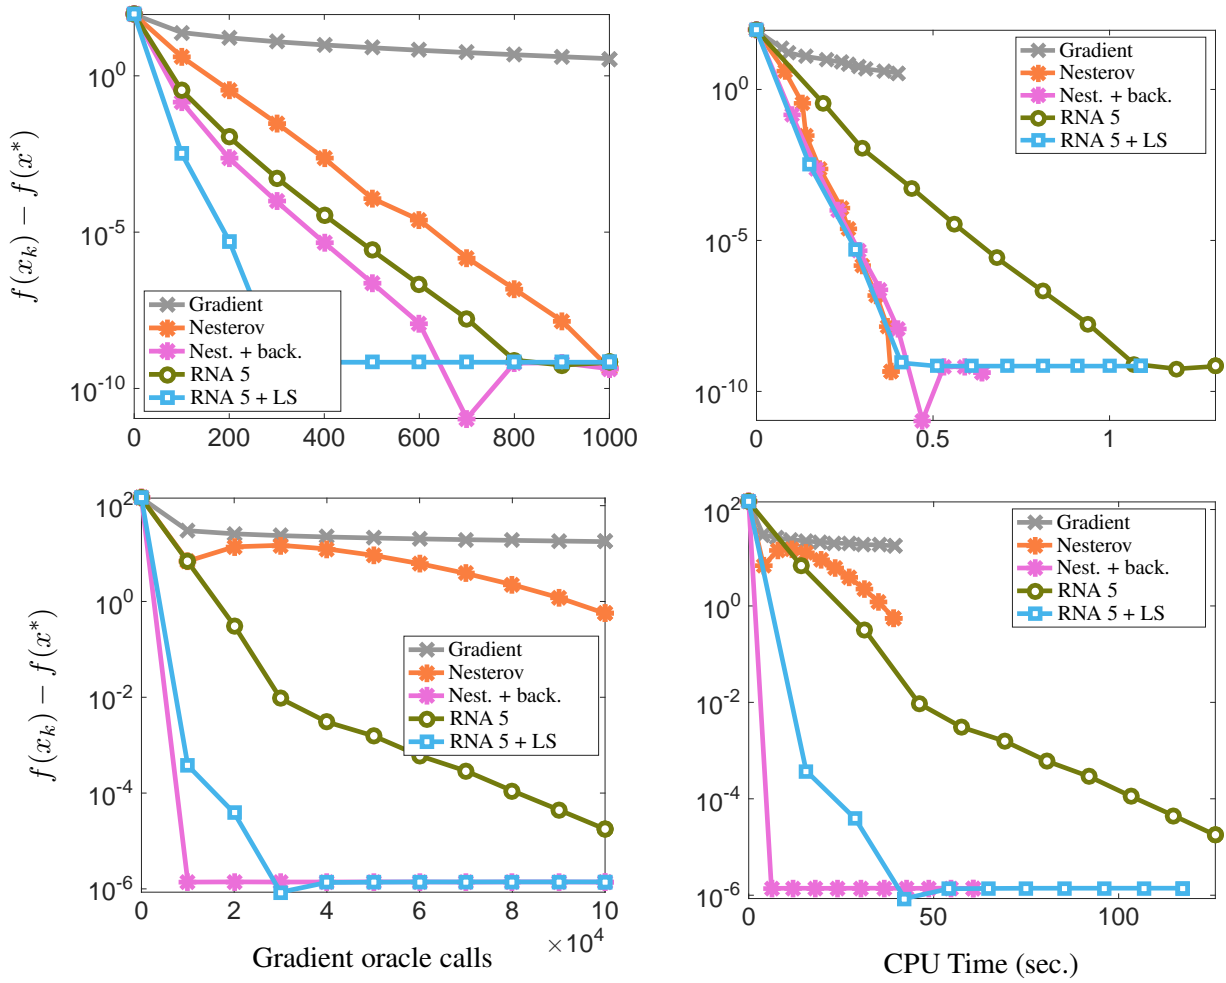 f(x_k) − f(x*)
10^0
10^-5
10^-10
0 200 400 600 800 1000
Gradient
Nesterov
Nest. + back.
RNA 5
RNA 5 + LS
10^0
10^-5
10^-10
0 0.5 1
Gradient
Nesterov
Nest. + back.
RNA 5
RNA 5 + LS
f(x_k) − f(x*)
10^2
10^0
10^-2
10^-4
10^-6
0 2 4 6 8 10
×10^4
Gradient
Nesterov
Nest. + back.
RNA 5
RNA 5 + LS
Gradient oracle calls
10^2
10^0
10^-2
10^-4
10^-6
0 50 100
Gradient
Nesterov
Nest. + back.
RNA 5
RNA 5 + LS
CPU Time (sec.)